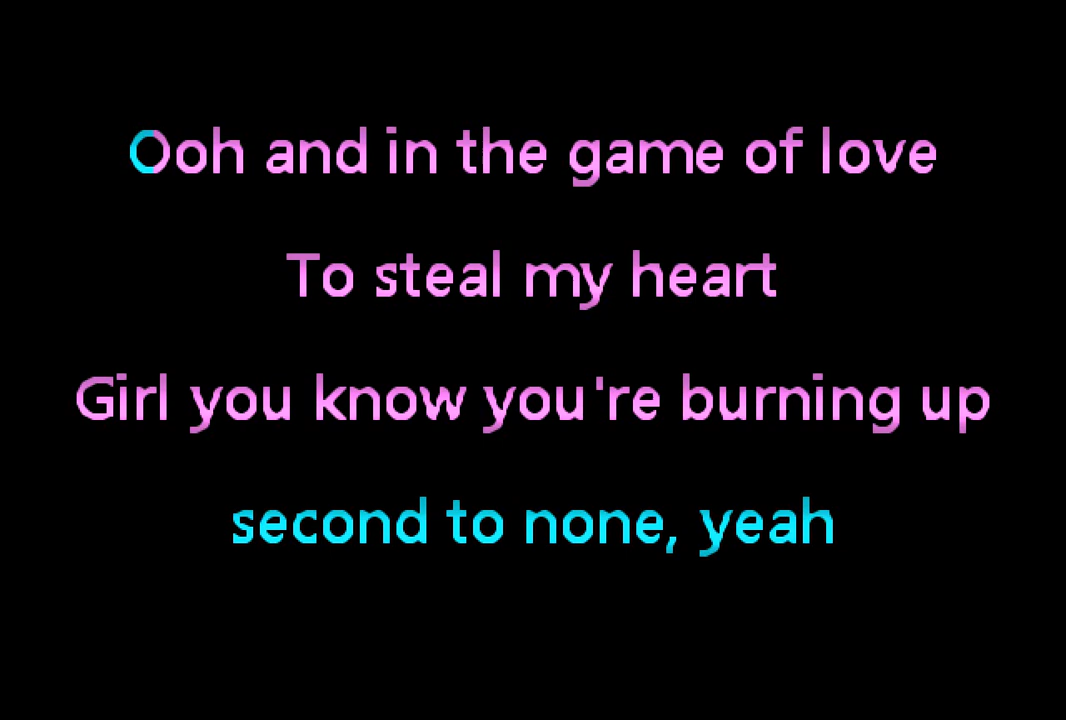 Ooh and in the game of love
To steal my heart
Girl you know you're burning up
second to none, yeah